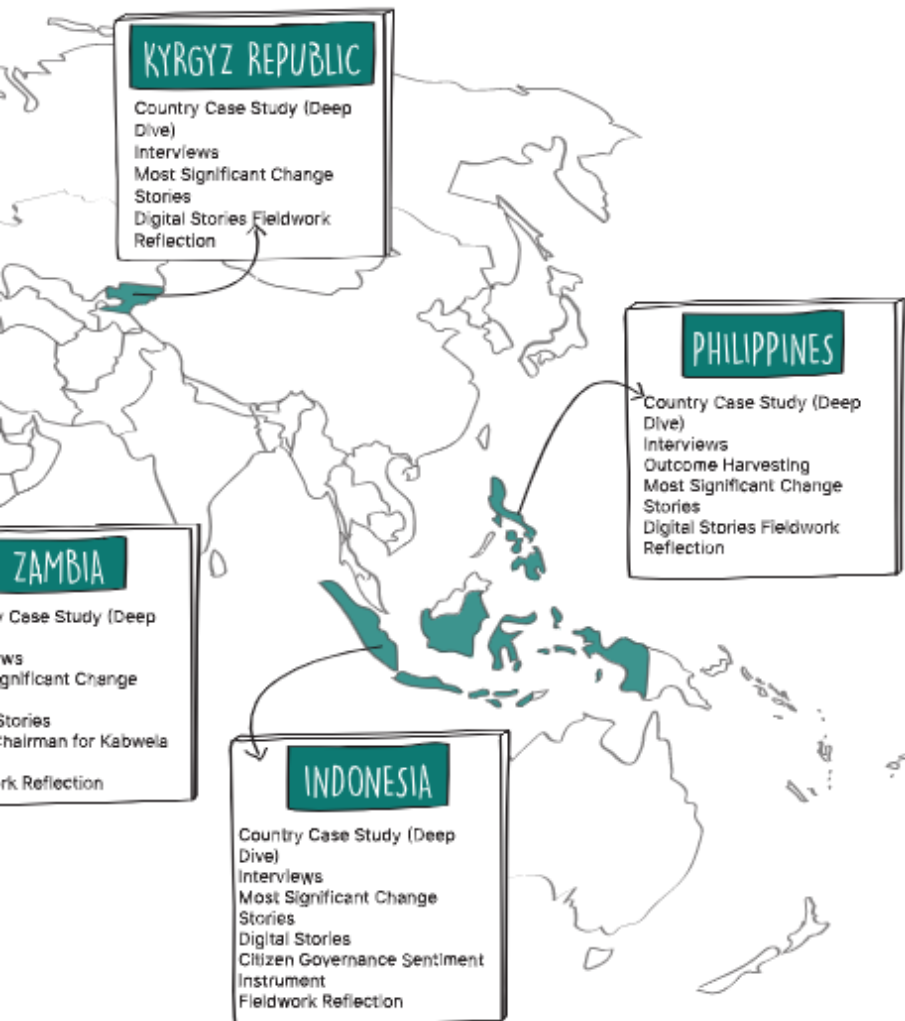 KYRGYZ REPUBLIC
Country Case Study (Deep
Dive)
Interviews
Most Significant Change
Stories
Digital Stories Fieldwork
Reflection
PHILIPPINES
Country Case Study (Deep
Dive)
Interviews
Outcome Harvesting
Most Significant Change
Stories
Digital Stories Fieldwork
Reflection
ZAMBIA
Case Study (Deep
Change
Stories
Chairman for Kabwela
Reflection
INDONESIA
Country Case Study (Deep
Dive)
Interviews
Most Significant Change
Stories
Digital Stories
Citizen Governance Sentiment
Instrument
Fieldwork Reflection